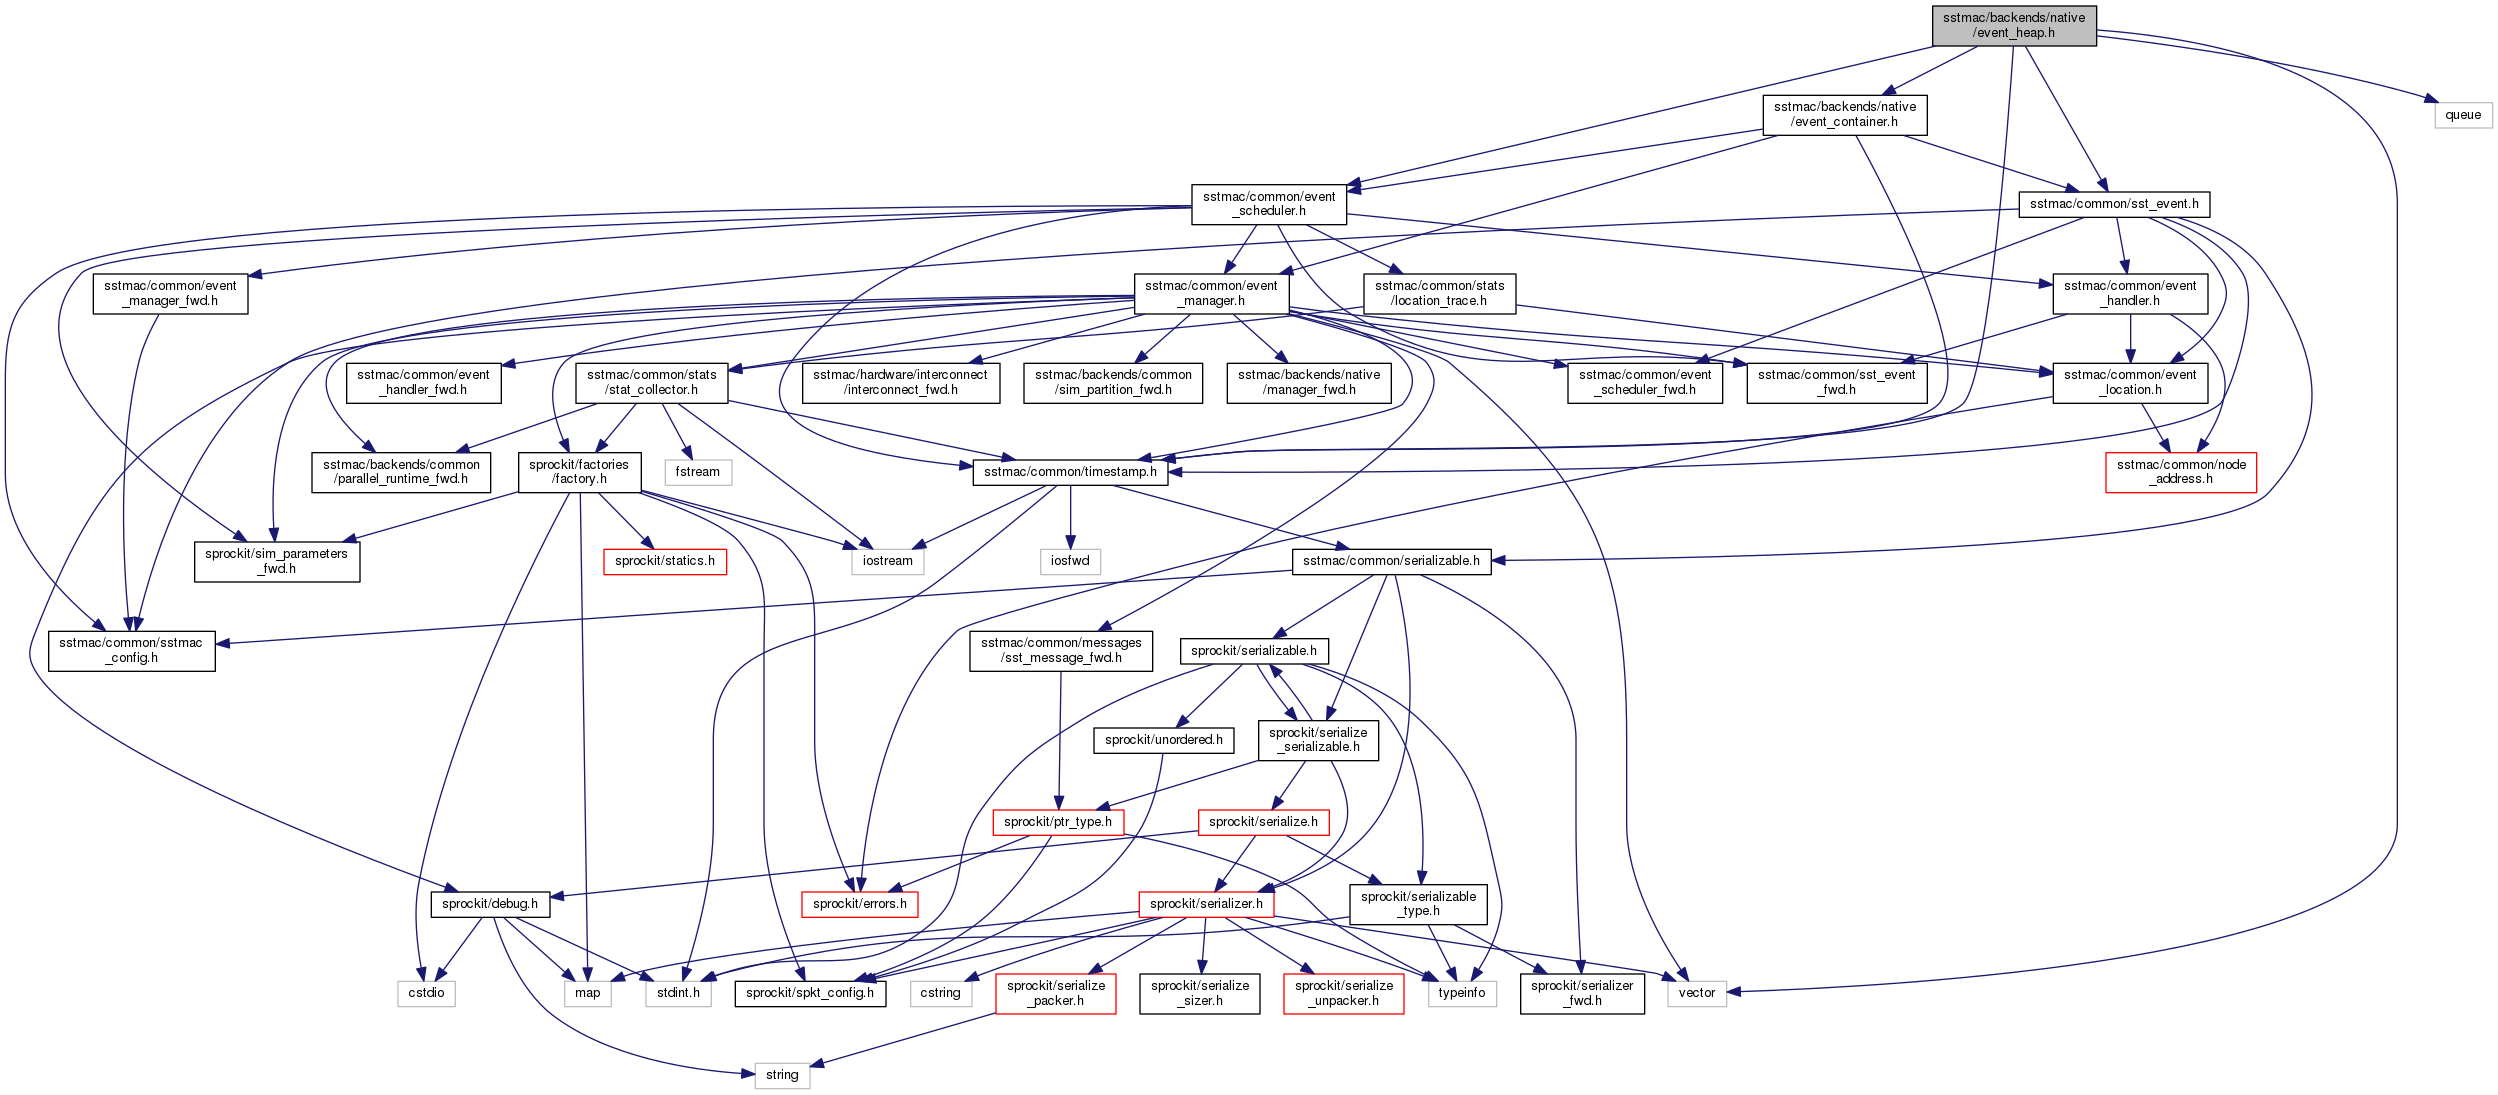 sstmac/backends/native
/event_heap.h
sstmac/backends/native
/event_container.h
queue
sstmac/common/event
_scheduler.h
sstmac/common/sst_event.h
sstmac/common/event
_manager_fwd.h
sstmac/common/event
_manager.h
sstmac/common/stats
/location_trace.h
sstmac/common/event
_handler.h
sstmac/common/event
_handler_fwd.h
sstmac/common/stats
/stat_collector.h
sstmac/hardware/interconnect
/interconnect_fwd.h
sstmac/backends/common
/sim_partition_fwd.h
sstmac/backends/native
/manager_fwd.h
sstmac/common/event
_scheduler_fwd.h
sstmac/common/sst_event
_fwd.h
sstmac/common/event
_location.h
sstmac/backends/common
/parallel_runtime_fwd.h
sprockit/factories
/factory.h
fstream
sstmac/common/timestamp.h
sstmac/common/node
_address.h
sprockit/sim_parameters
_fwd.h
sprockit/statics.h
iostream
iosfwd
sstmac/common/serializable.h
sstmac/common/sstmac
_config.h
sstmac/common/messages
/sst_message_fwd.h
sprockit/serializable.h
sprockit/unordered.h
sprockit/serialize
_serializable.h
sprockit/ptr_type.h
sprockit/serialize.h
sprockit/debug.h
sprockit/errors.h
sprockit/serializer.h
sprockit/serializable
_type.h
cstdio
map
stdint.h
sprockit/spkt_config.h
cstring
sprockit/serialize
_packer.h
sprockit/serialize
_sizer.h
sprockit/serialize
_unpacker.h
typeinfo
sprockit/serializer
_fwd.h
vector
string